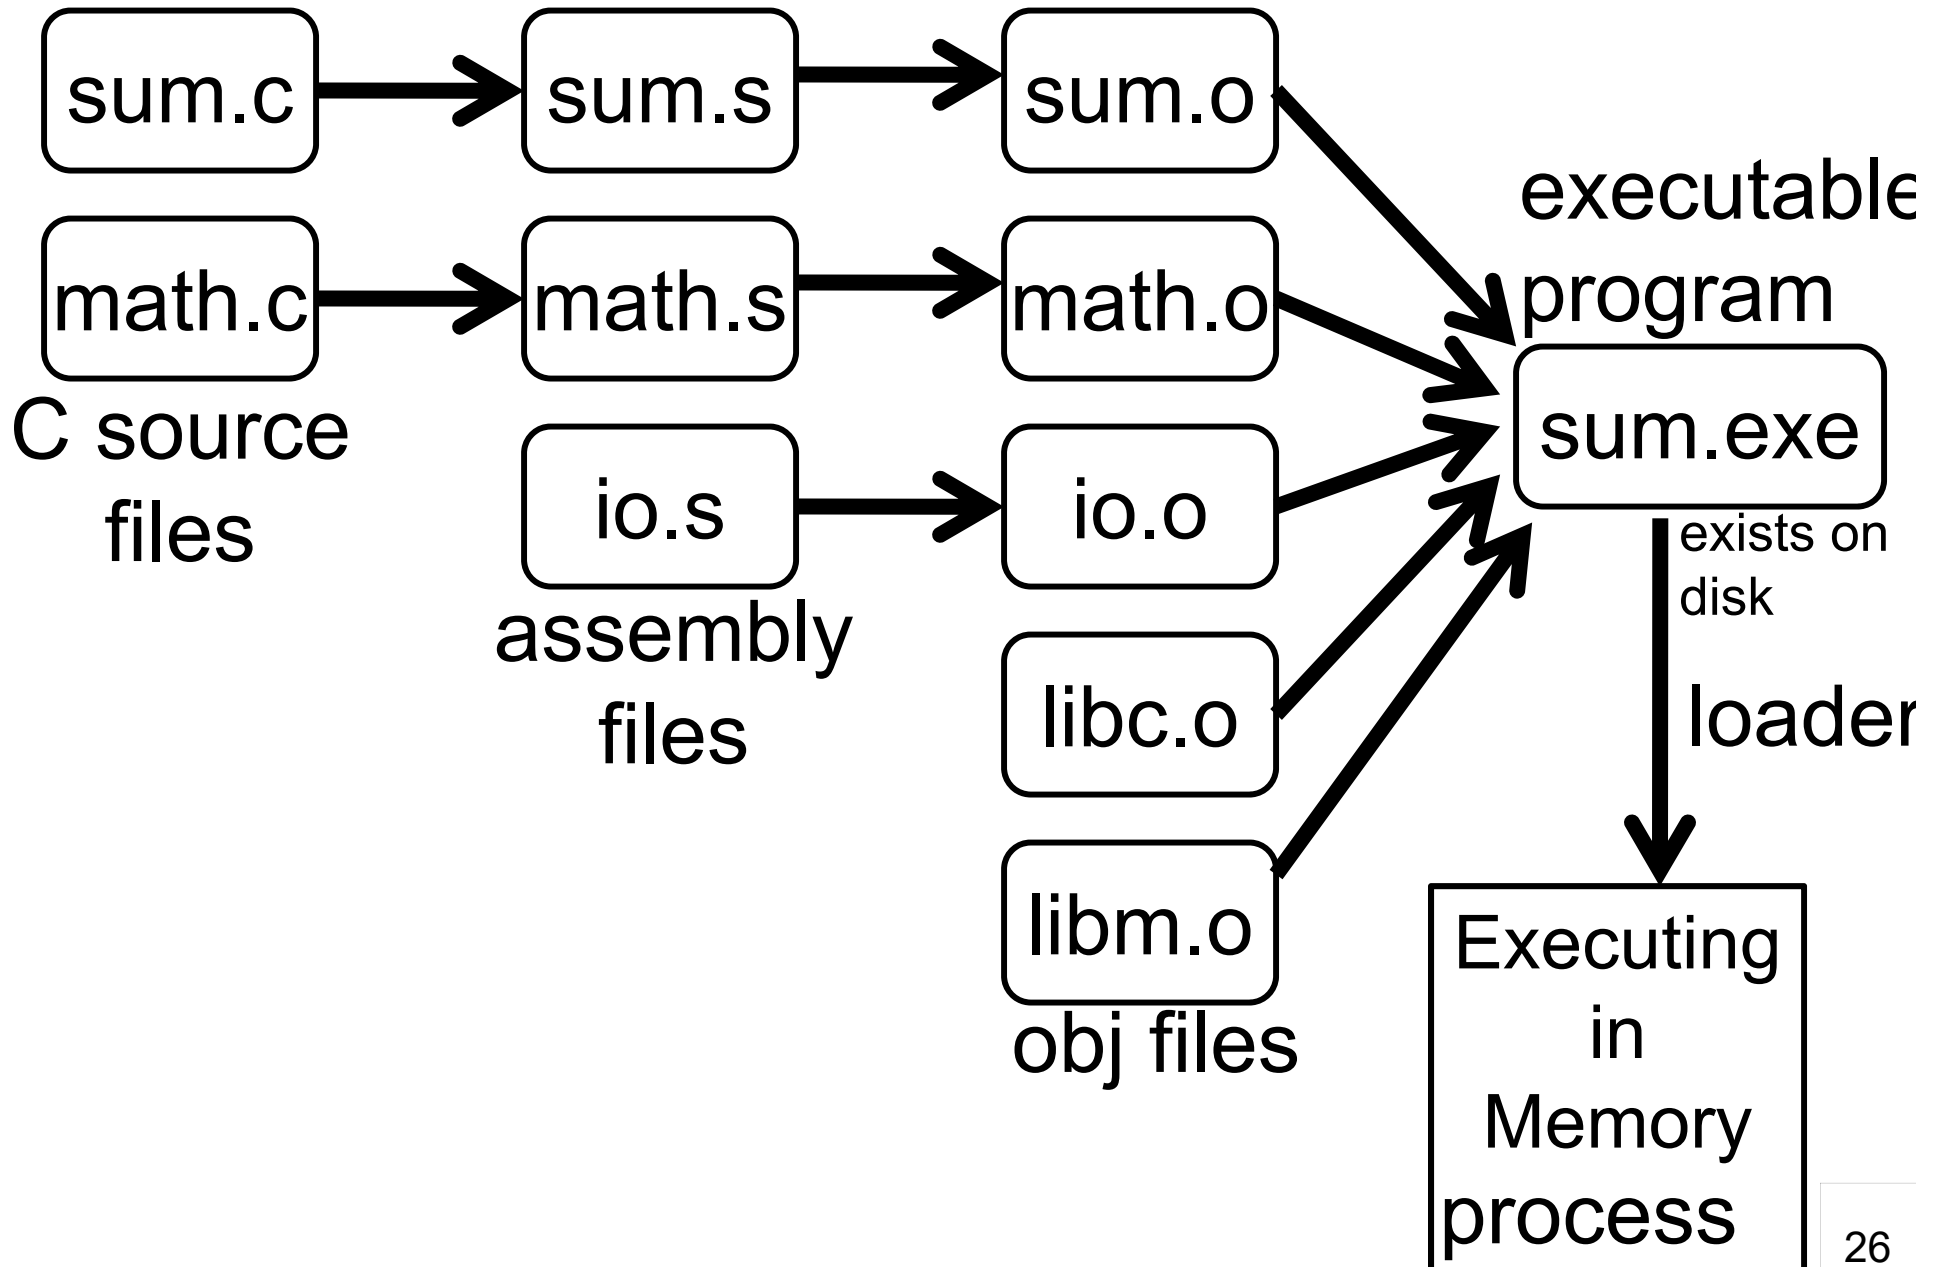 sum.c
sum.s
sum.o
math.c
math.s
math.o
C source
files
io.s
io.o
assembly
files
libc.o
libm.o
obj files
executable
program
sum.exe
exists on
disk
loader
Executing
in
Memory
process
26